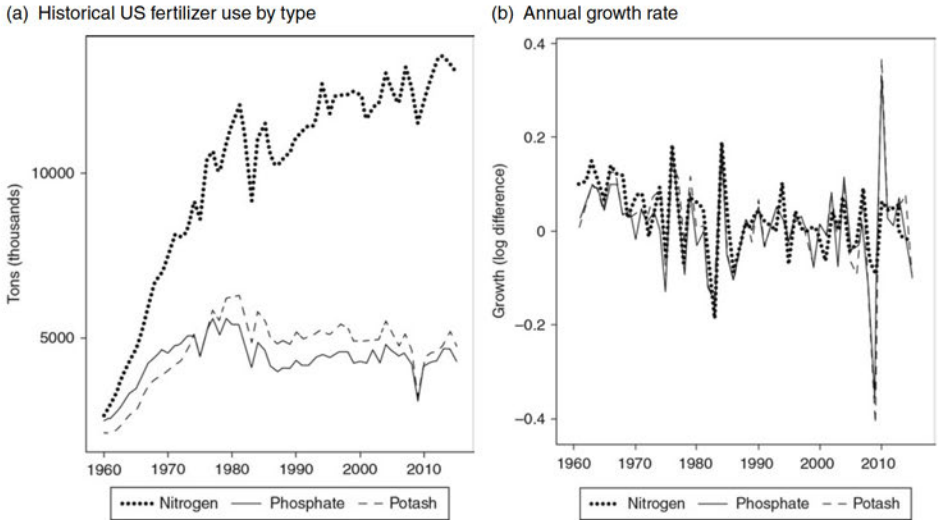 (a) Historical US fertilizer use by type
Tons (thousands)
10000
5000
1960 1970 1980 1990 2000 2010
Nitrogen Phosphate Potash
(b) Annual growth rate
Growth (log difference)
0.4
0.2
0
−0.2
−0.4
1960 1970 1980 1990 2000 2010
Nitrogen Phosphate Potash